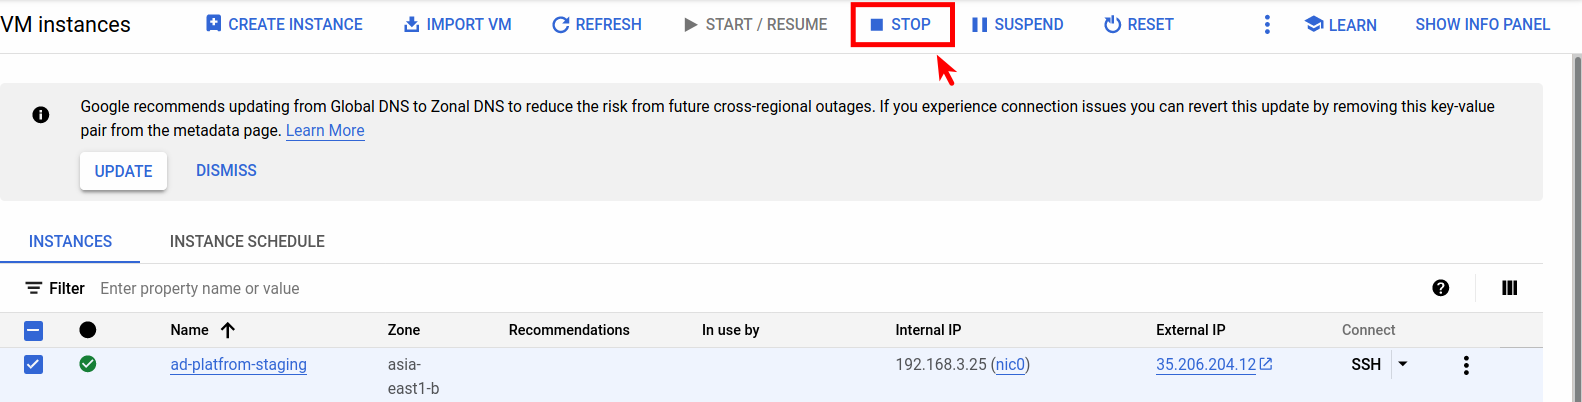 VM instances CREATE INSTANCE IMPORT VM REFRESH START / RESUME STOP SUSPEND RESET LEARN SHOW INFO PANEL
Google recommends updating from Global DNS to Zonal DNS to reduce the risk from future cross-regional outages. If you experience connection issues you can revert this update by removing this key-value
pair from the metadata page. Learn More
UPDATE DISMISS
INSTANCES INSTANCE SCHEDULE
Filter Enter property name or value
Name Zone Recommendations In use by Internal IP External IP Connect
ad-platfrom-staging asia- 192.168.3.25 (nic0) 35.206.204.12 SSH
east1-b